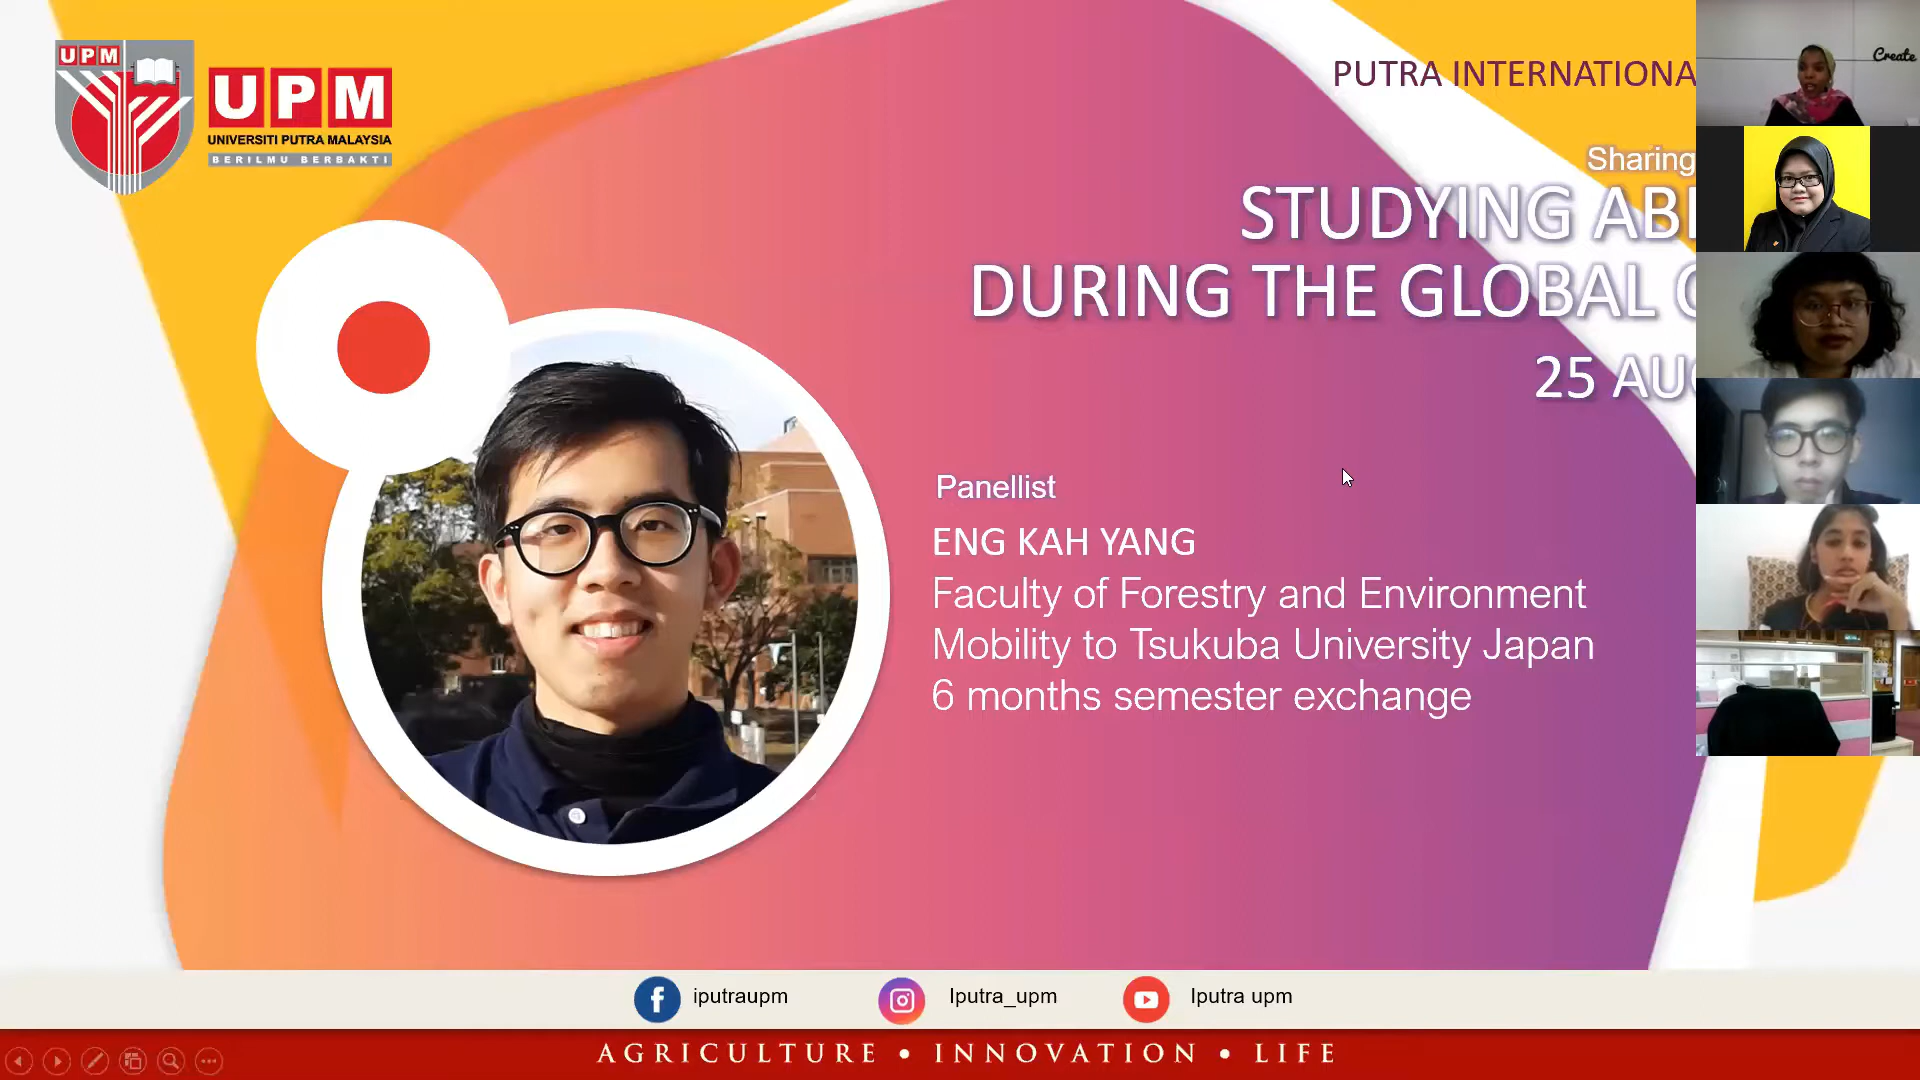 UPM
UPM
UNIVERSITI PUTRA MALAYSIA
BERILMU BERBAKTI
PUTRA INTERNATIONA
Create
Sharing
STUDYING AB
DURING THE GLOBAL
25 AUG
Panellist
ENG KAH YANG
Faculty of Forestry and Environment
Mobility to Tsukuba University Japan
6 months semester exchange
iputraupm
Iputra_upm
Iputra upm
AGRICULTURE • INNOVATION • LIFE